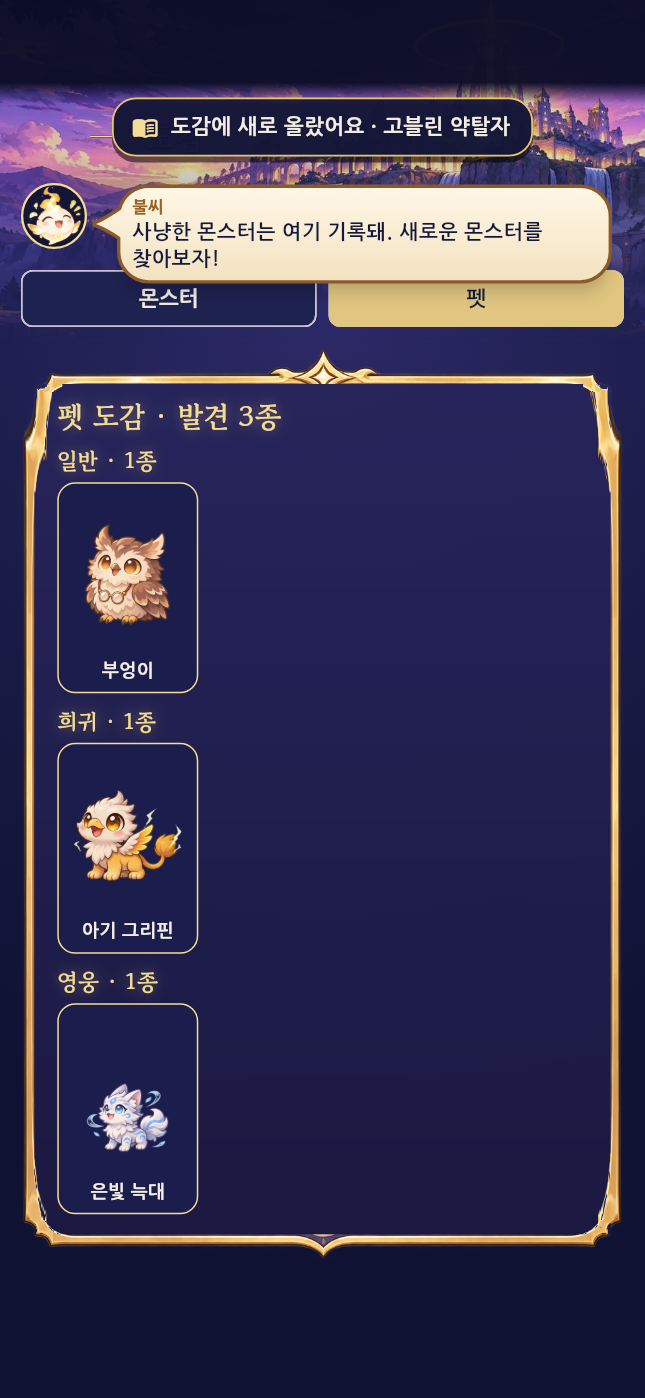 도감에 새로 올랐어요 · 고블린 약탈자
불씨
사냥한 몬스터는 여기 기록돼. 새로운 몬스터를
찾아보자!
몬스터
펫
펫 도감 · 발견 3종
일반 · 1종
부엉이
희귀 · 1종
아기 그리핀
영웅 · 1종
은빛 늑대